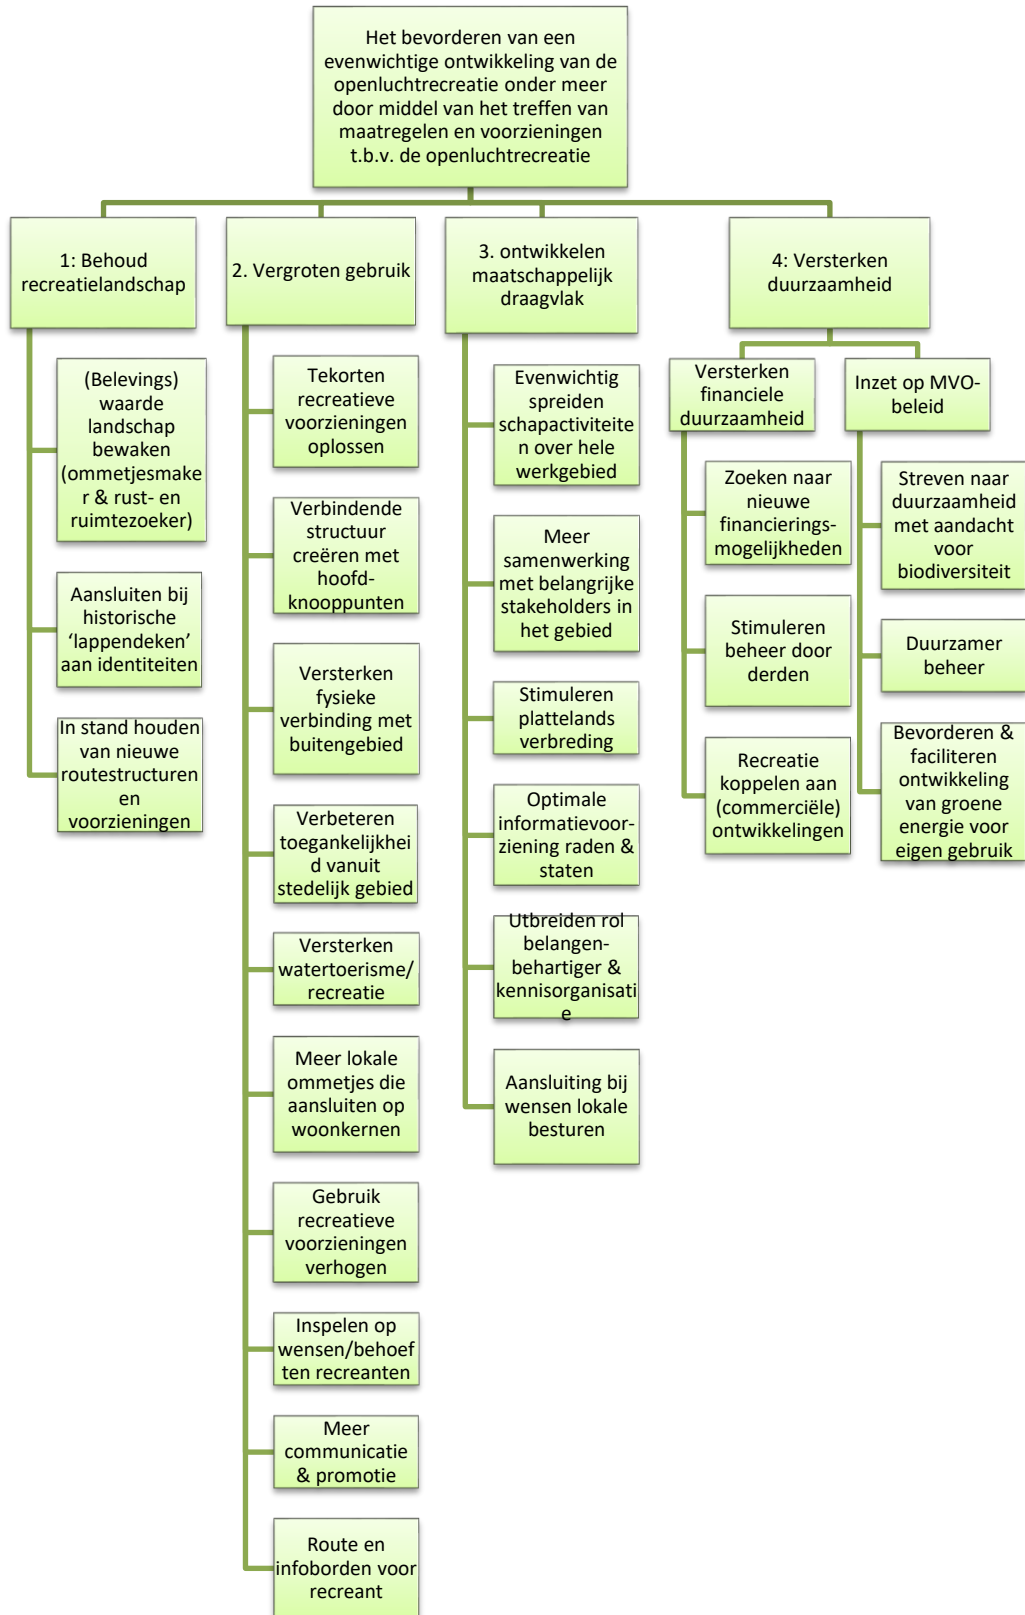 Het bevorderen van een
evenwichtige ontwikkeling van de
openluchtrecreatie onder meer
door middel van het treffen van
maatregelen en voorzieningen
t.b.v. de openluchtrecreatie
1: Behoud
recreatielandschap
(Belevings)
waarde
landschap
bewaken
(ommetjesmake
r & rust- en
ruimtezoeker)
Aansluiten bij
historische
‘lappendeken’
aan identiteiten
In stand houden
van nieuwe
routestructuren
en
voorzieningen
2. Vergroten gebruik
Tekorten
recreatieve
voorzieningen
oplossen
Verbindende
structuur
creëren met
hoofd-
knooppunten
Versterken
fysieke
verbinding met
buitengebied
Verbeteren
toegankelijkhei
d vanuit
stedelijk gebied
Versterken
watertoerisme/
recreatie
Meer lokale
ommetjes die
aansluiten op
woonkernen
Gebruik
recreatieve
voorzieningen
verhogen
Inspelen op
wensen/behoef
ten recreanten
Meer
communicatie
& promotie
Route en
infoborden voor
recreant
3. ontwikkelen
maatschappelijk
draagvlak
Evenwichtig
spreiden
schapactiviteite
n over hele
werkgebied
Meer
samenwerking
met belangrijke
stakeholders in
het gebied
Stimuleren
plattelands
verbreding
Optimale
informatievoor-
ziening raden &
staten
Utbreiden rol
belangen-
behartiger &
kennisorganisati
e
Aansluiting bij
wensen lokale
besturen
4: Versterken
duurzaamheid
Versterken
financiele
duurzaamheid
Zoeken naar
nieuwe
financierings-
mogelijkheden
Stimuleren
beheer door
derden
Recreatie
koppelen aan
(commerciële)
ontwikkelingen
Inzet op MVO-
beleid
Streven naar
duurzaamheid
met aandacht
voor
biodiversiteit
Duurzamer
beheer
Bevorderen &
faciliteren
ontwikkeling
van groene
energie voor
eigen gebruik